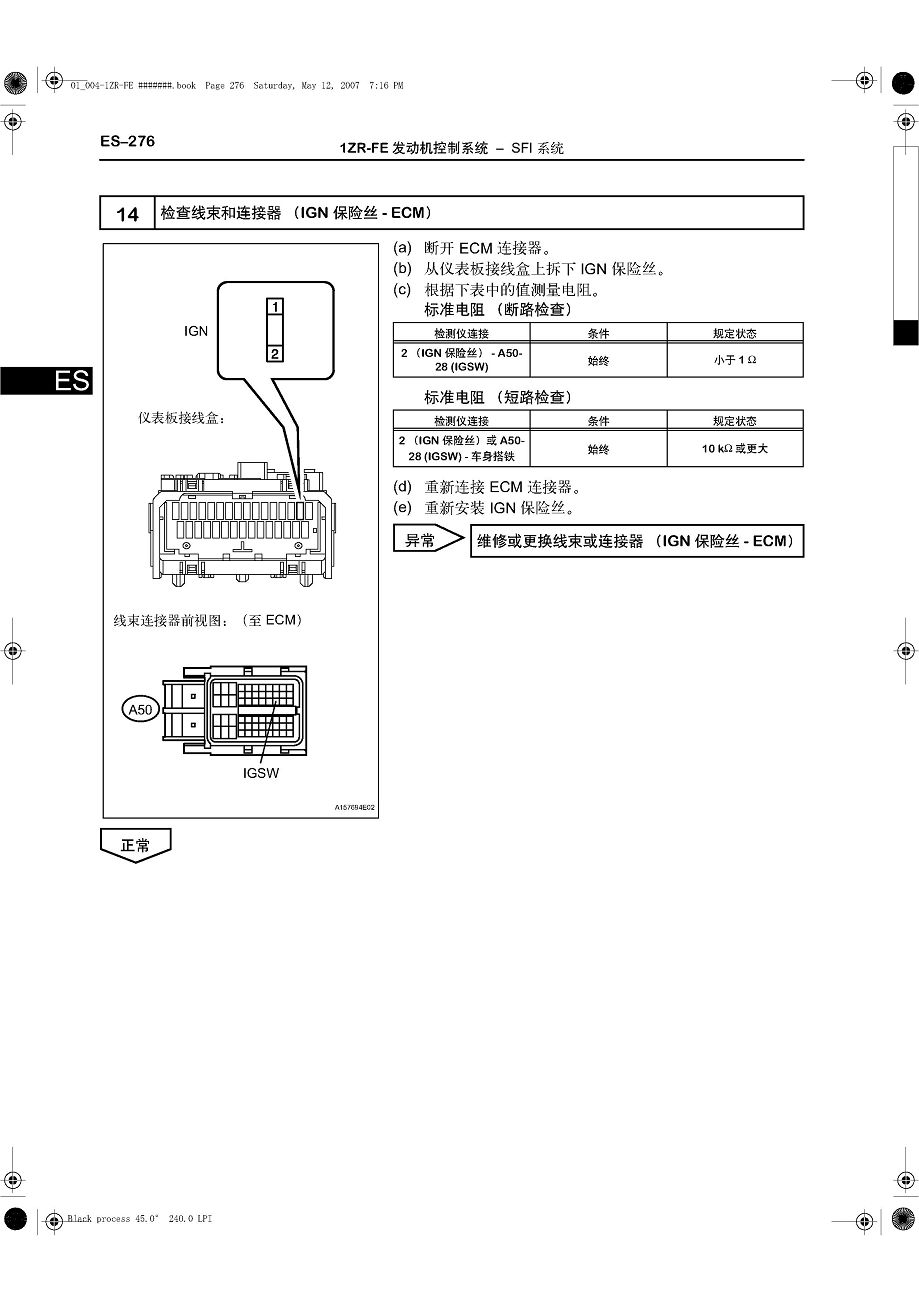 01_004-1ZR-FE #######.book Page 276 Saturday, May 12, 2007 7:16 PM
ES–276
1ZR-FE 发动机控制系统 – SFI 系统
14 检查线束和连接器 （IGN 保险丝 - ECM）
IGN
1
2
仪表板接线盒：
线束连接器前视图：（至 ECM）
A50
IGSW
A157694E02
ES
(a) 断开 ECM 连接器。
(b) 从仪表板接线盒上拆下 IGN 保险丝。
(c) 根据下表中的值测量电阻。
标准电阻 （断路检查）
检测仪连接 条件 规定状态
2 （IGN 保险丝） - A50-
28 (IGSW)
始终 小于 1 Ω
标准电阻 （短路检查）
检测仪连接 条件 规定状态
2 （IGN 保险丝）或 A50-
28 (IGSW) - 车身搭铁
始终 10 kΩ 或更大
(d) 重新连接 ECM 连接器。
(e) 重新安装 IGN 保险丝。
异常 维修或更换线束或连接器 （IGN 保险丝 - ECM）
正常
Black process 45.0° 240.0 LPI